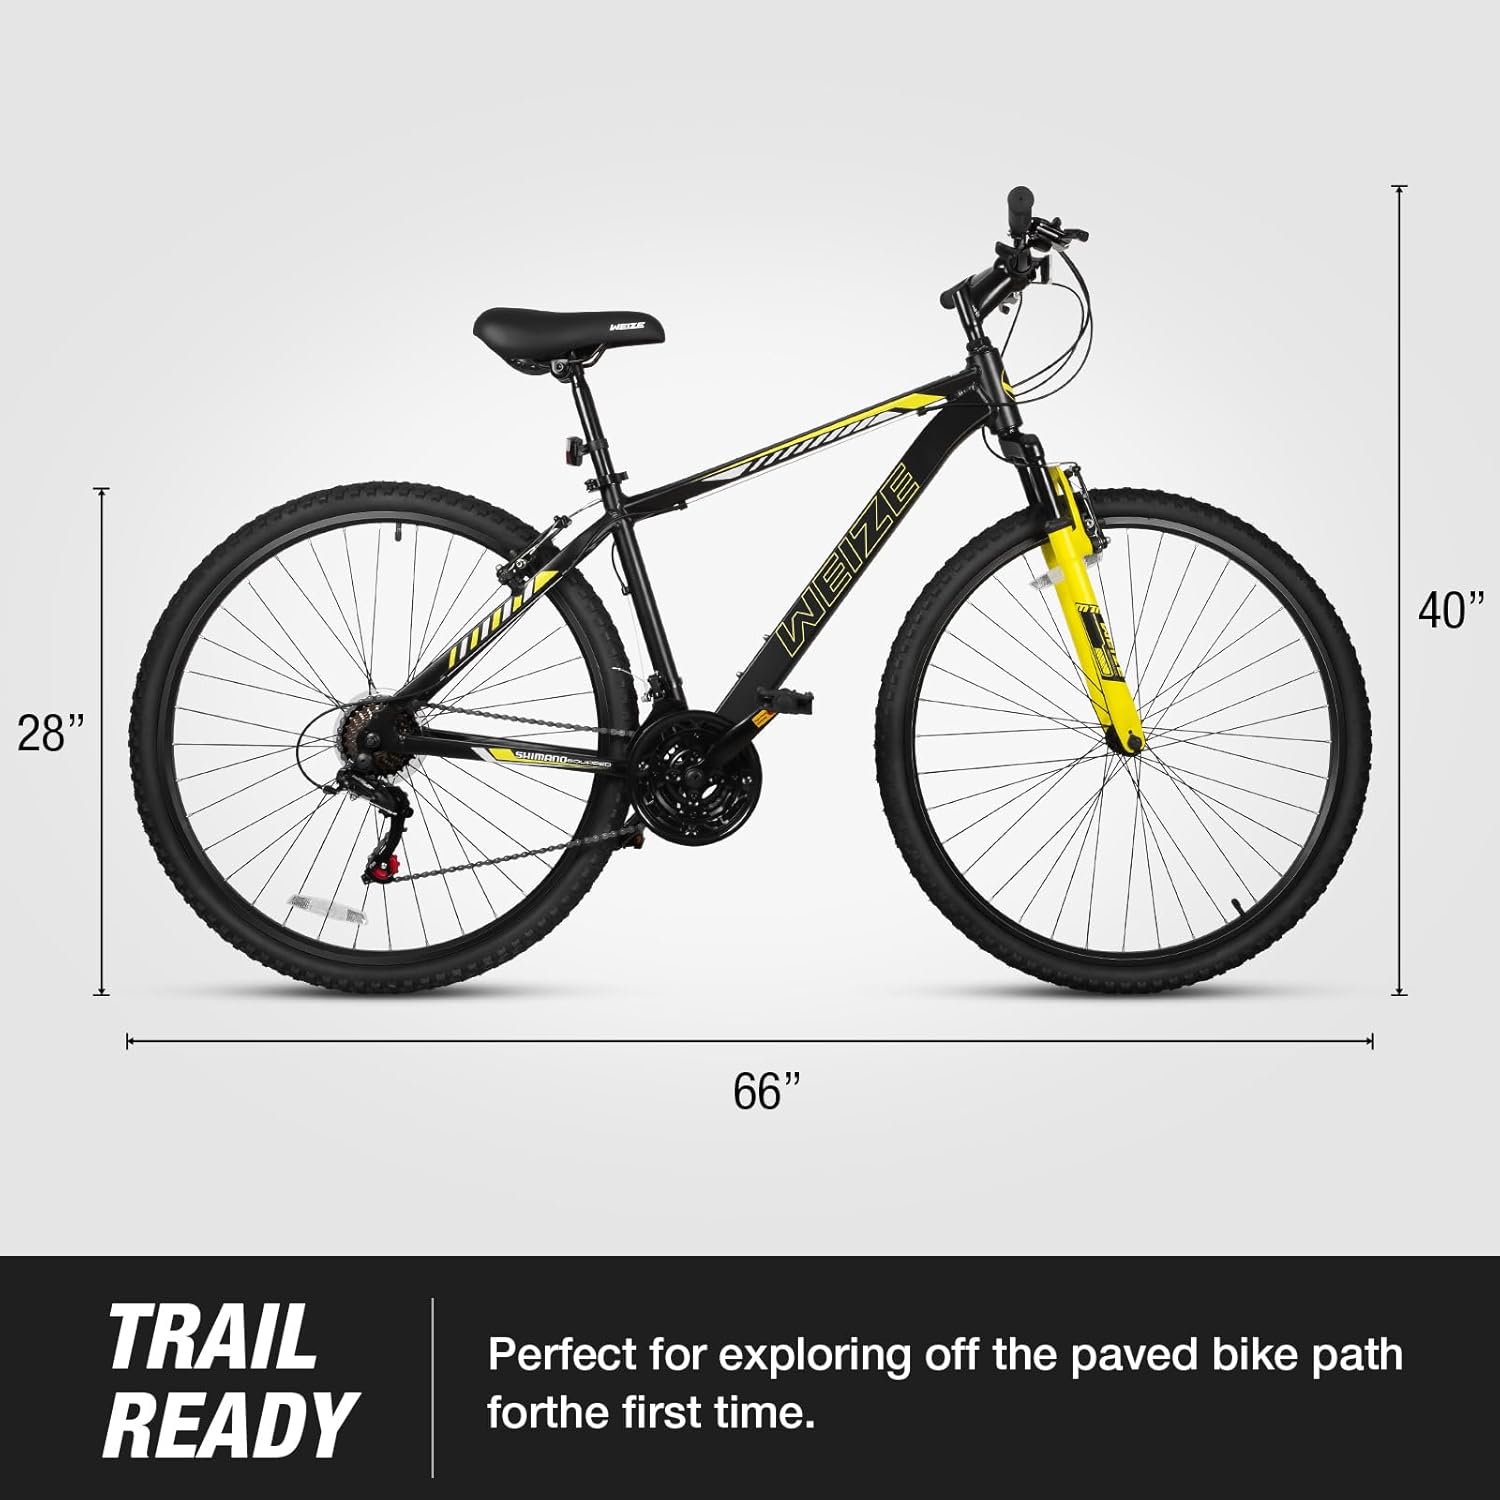 WEIZE
WEIZE
SHIMANO EQUIPPED
28”
40”
66”
TRAIL
READY
Perfect for exploring off the paved bike path
forthe first time.